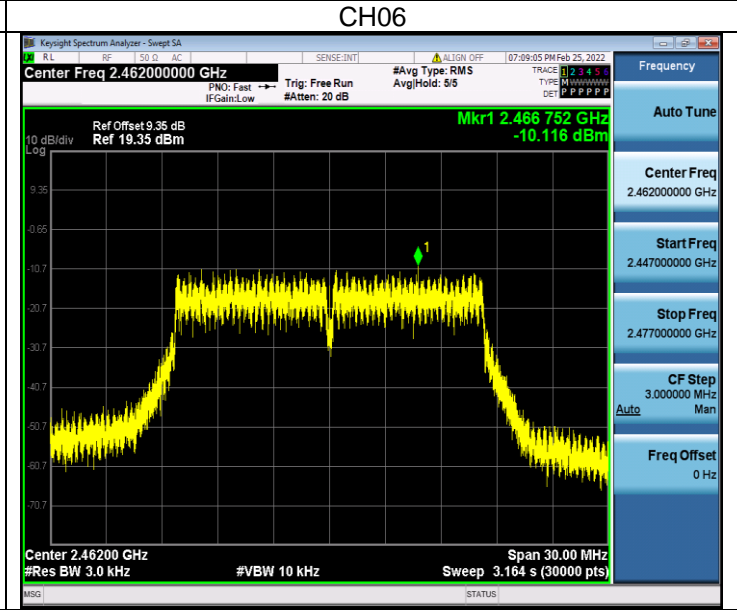 CH06
Keysight Spectrum Analyzer - Swept SA
RL RF 50 Ω AC SENSE:INT ALIGN OFF 07:09:05 PM Feb 25, 2022
Center Freq 2.462000000 GHz
PNO: Fast
IFGain:Low
Trig: Free Run
#Atten: 20 dB
#Avg Type: RMS
Avg|Hold: 5/5
TRACE 1 2 3 4 5 6
TYPE M WWWWW
DET P P P P P P
Frequency
Auto Tune
Center Freq
2.462000000 GHz
Start Freq
2.447000000 GHz
Stop Freq
2.477000000 GHz
CF Step
3.000000 MHz
Auto Man
Freq Offset
0 Hz
Ref Offset 9.35 dB
10 dB/div Ref 19.35 dBm
Log
Mkr1 2.466 752 GHz
-10.116 dBm
1
9.35
-0.65
-10.7
-20.7
-30.7
-40.7
-50.7
-60.7
-70.7
Center 2.46200 GHz Span 30.00 MHz
#Res BW 3.0 kHz #VBW 10 kHz Sweep 3.164 s (30000 pts)
MSG STATUS